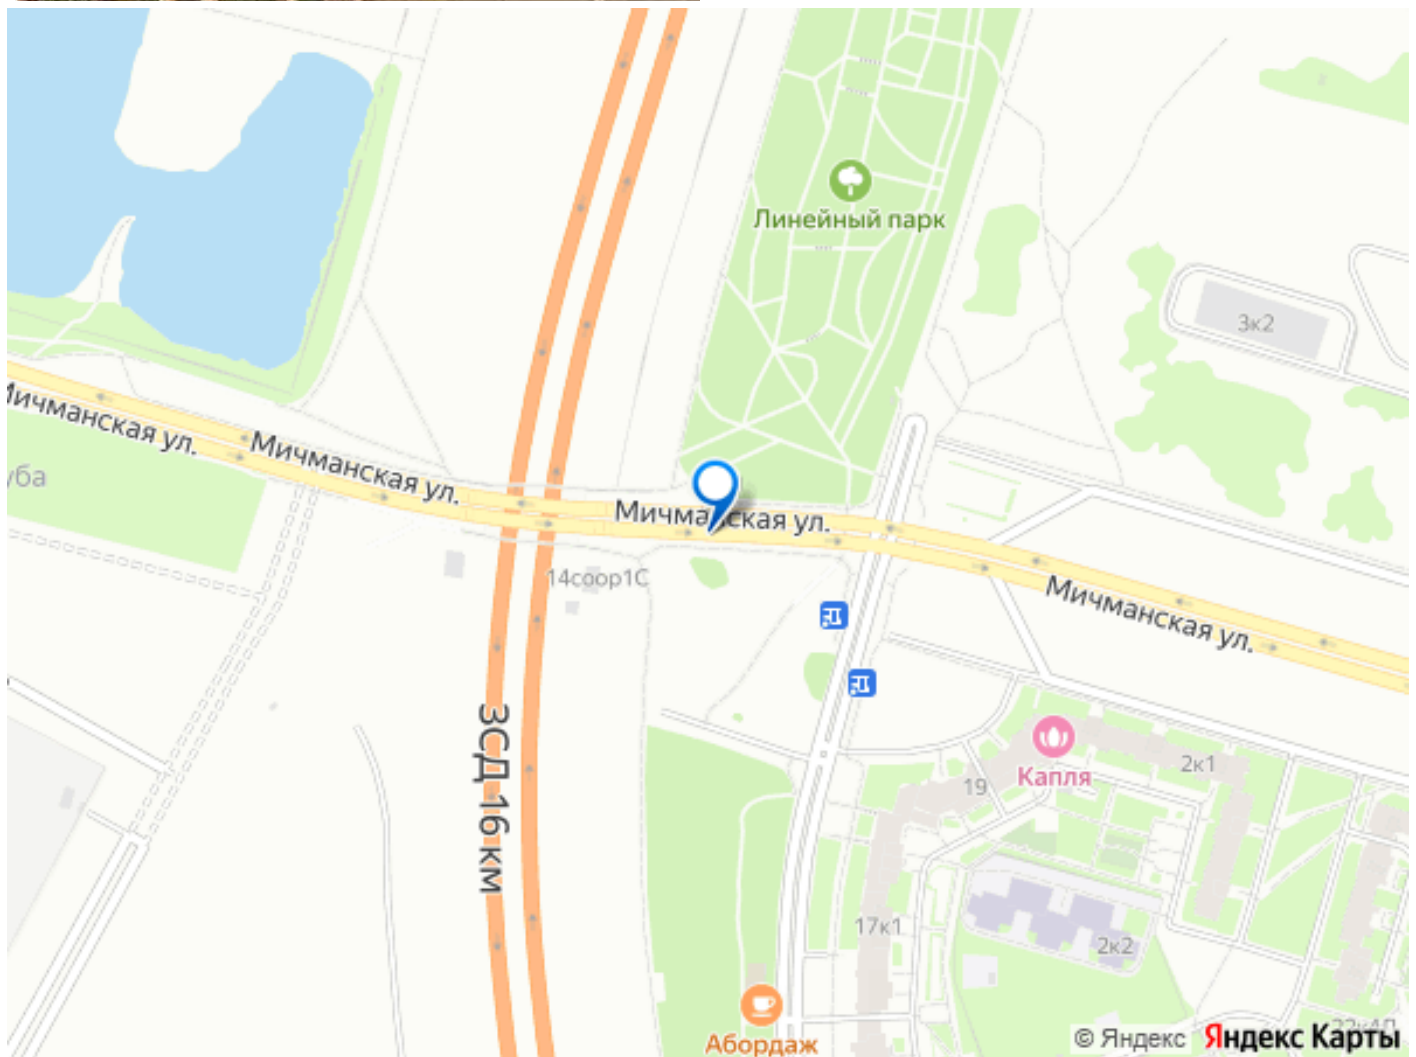 Линейный парк
3к2
Мичманская ул.
Мичманская ул.
уба
Мичманская ул.
14соор1С
Мичманская ул.
ЗСД 16 км
Капля
2к1
19
17к1
2к2
Абордаж
© Яндекс Яндекс Карты